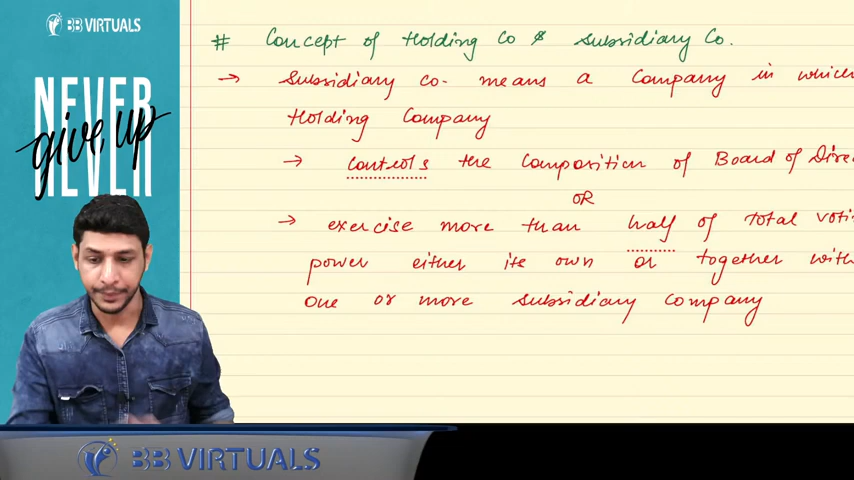 BB VIRTUALS
NEVER
give up
NEVER
# Concept of Holding Co & Subsidiary Co.
→ Subsidiary co. means a Company in which
Holding Company
→ controls the composition of Board of Direc
OR
→ exercise more than half of total voti
power either its own or together with
one or more subsidiary company
BB VIRTUALS